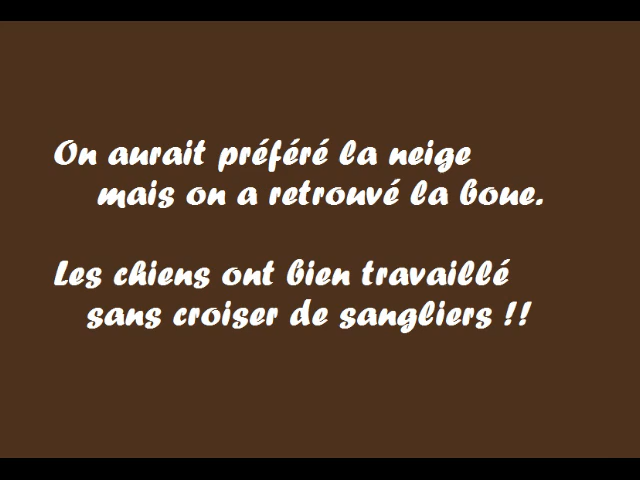 On aurait préféré la neige
mais on a retrouvé la boue.
Les chiens ont bien travaillé
sans croiser de sangliers !!